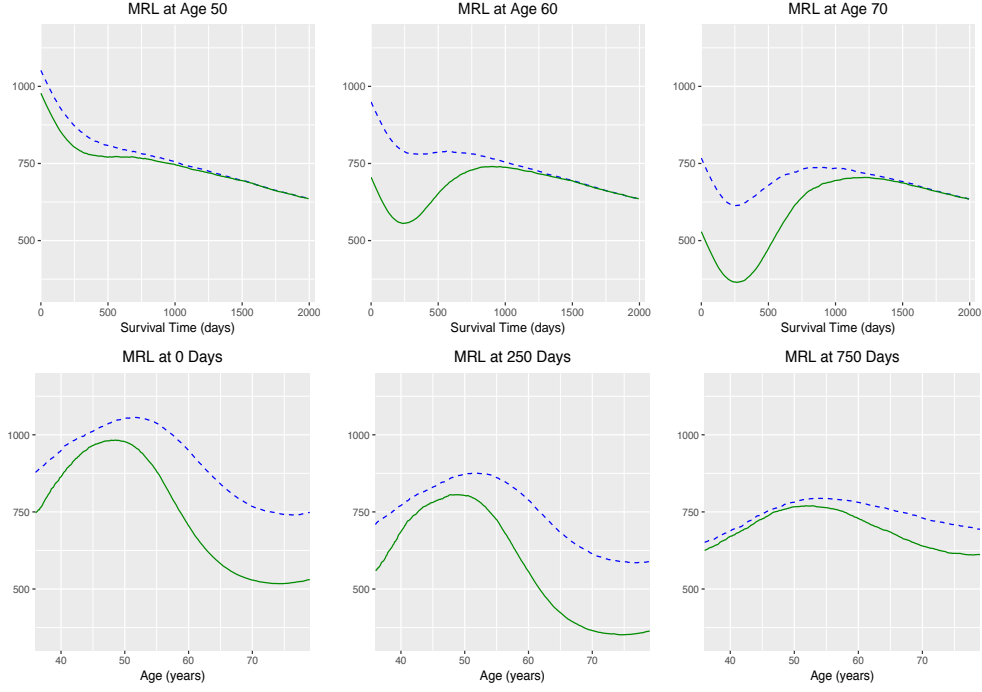 MRL at Age 50
MRL at Age 60
MRL at Age 70
1000
750
500
0 500 1000 1500 2000
Survival Time (days)
1000
750
500
0 500 1000 1500 2000
Survival Time (days)
1000
750
500
0 500 1000 1500 2000
Survival Time (days)
MRL at 0 Days
MRL at 250 Days
MRL at 750 Days
1000
750
500
40 50 60 70
Age (years)
1000
750
500
40 50 60 70
Age (years)
1000
750
500
40 50 60 70
Age (years)